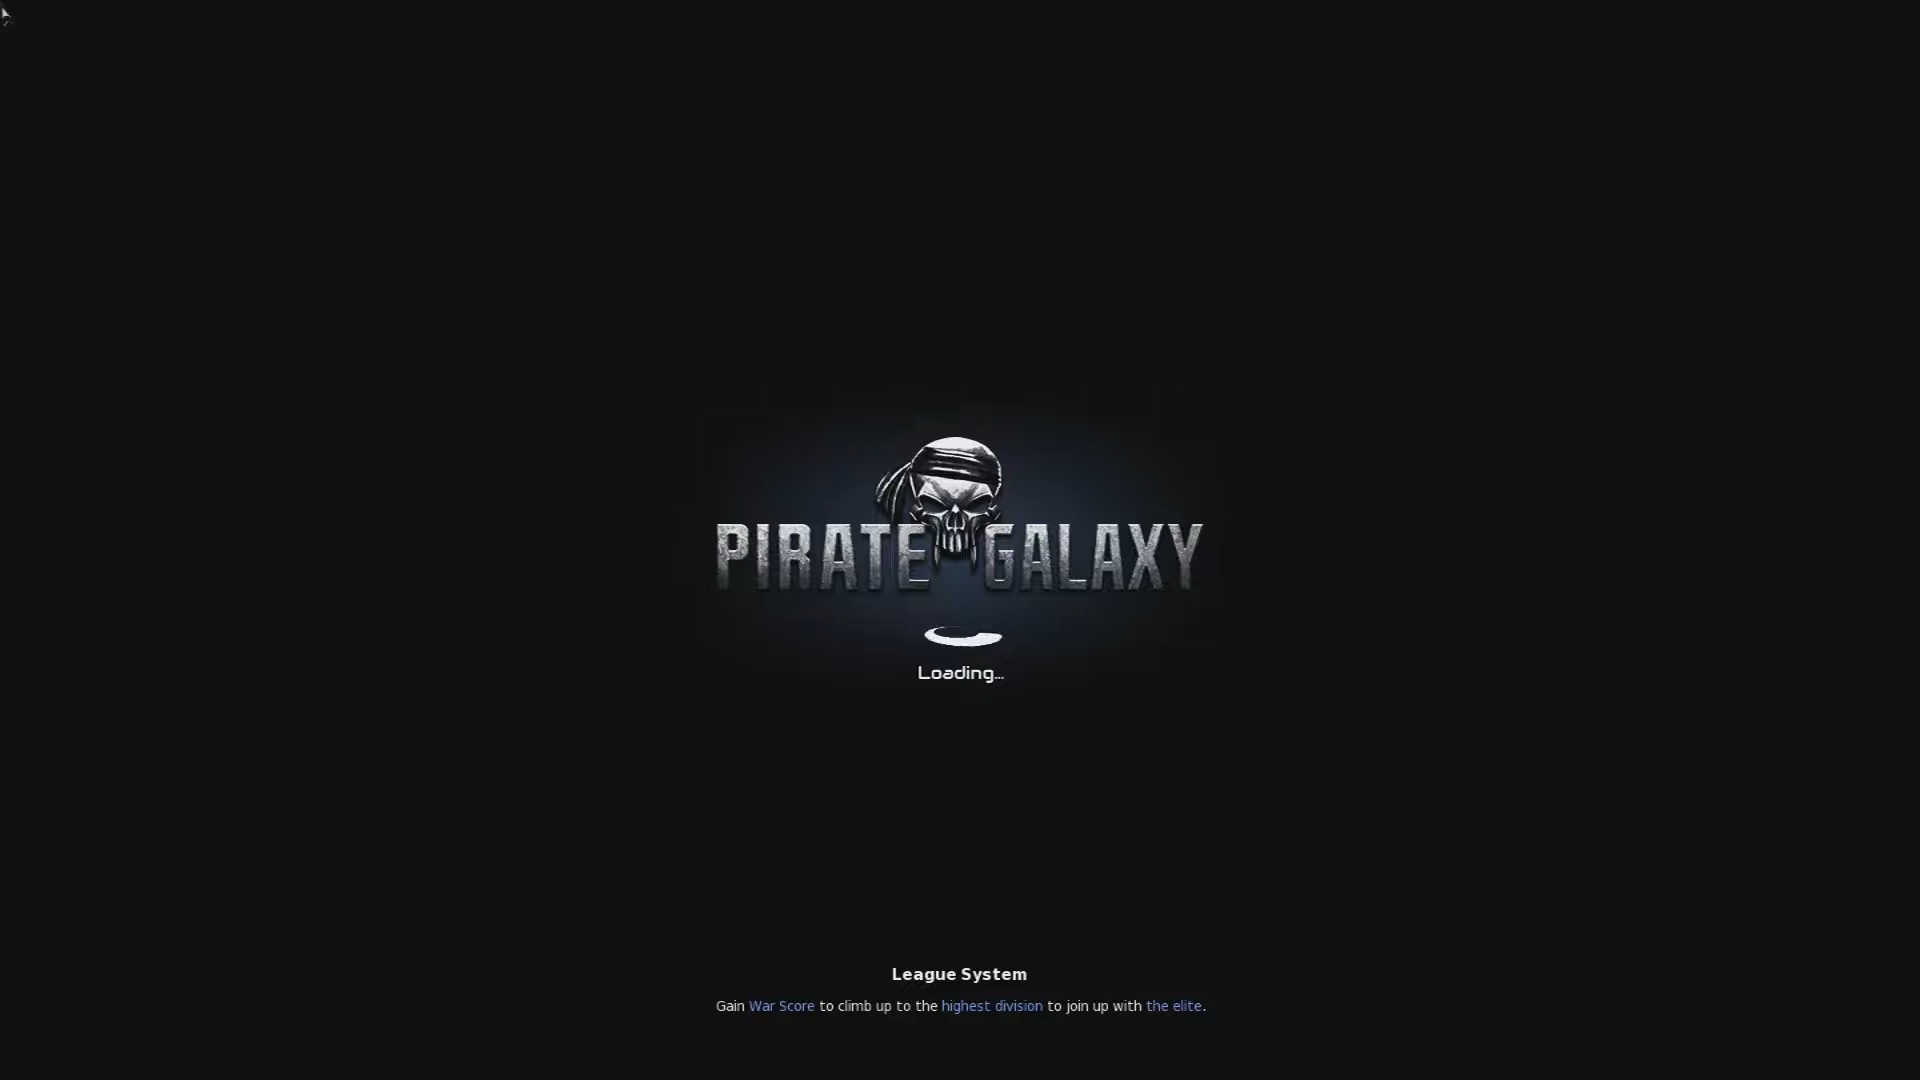 PIRATE GALAXY
Loading...
League System
Gain War Score to climb up to the highest division to join up with the elite.